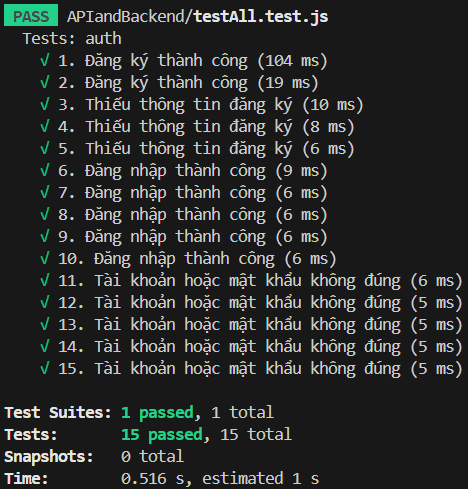 PASS APIandBackend/testAll.test.js
Tests: auth
√ 1. Đăng ký thành công (104 ms)
√ 2. Đăng ký thành công (19 ms)
√ 3. Thiếu thông tin đăng ký (10 ms)
√ 4. Thiếu thông tin đăng ký (8 ms)
√ 5. Thiếu thông tin đăng ký (6 ms)
√ 6. Đăng nhập thành công (9 ms)
√ 7. Đăng nhập thành công (6 ms)
√ 8. Đăng nhập thành công (6 ms)
√ 9. Đăng nhập thành công (6 ms)
√ 10. Đăng nhập thành công (6 ms)
√ 11. Tài khoản hoặc mật khẩu không đúng (6 ms)
√ 12. Tài khoản hoặc mật khẩu không đúng (5 ms)
√ 13. Tài khoản hoặc mật khẩu không đúng (5 ms)
√ 14. Tài khoản hoặc mật khẩu không đúng (5 ms)
√ 15. Tài khoản hoặc mật khẩu không đúng (5 ms)
Test Suites: 1 passed, 1 total
Tests: 15 passed, 15 total
Snapshots: 0 total
Time: 0.516 s, estimated 1 s